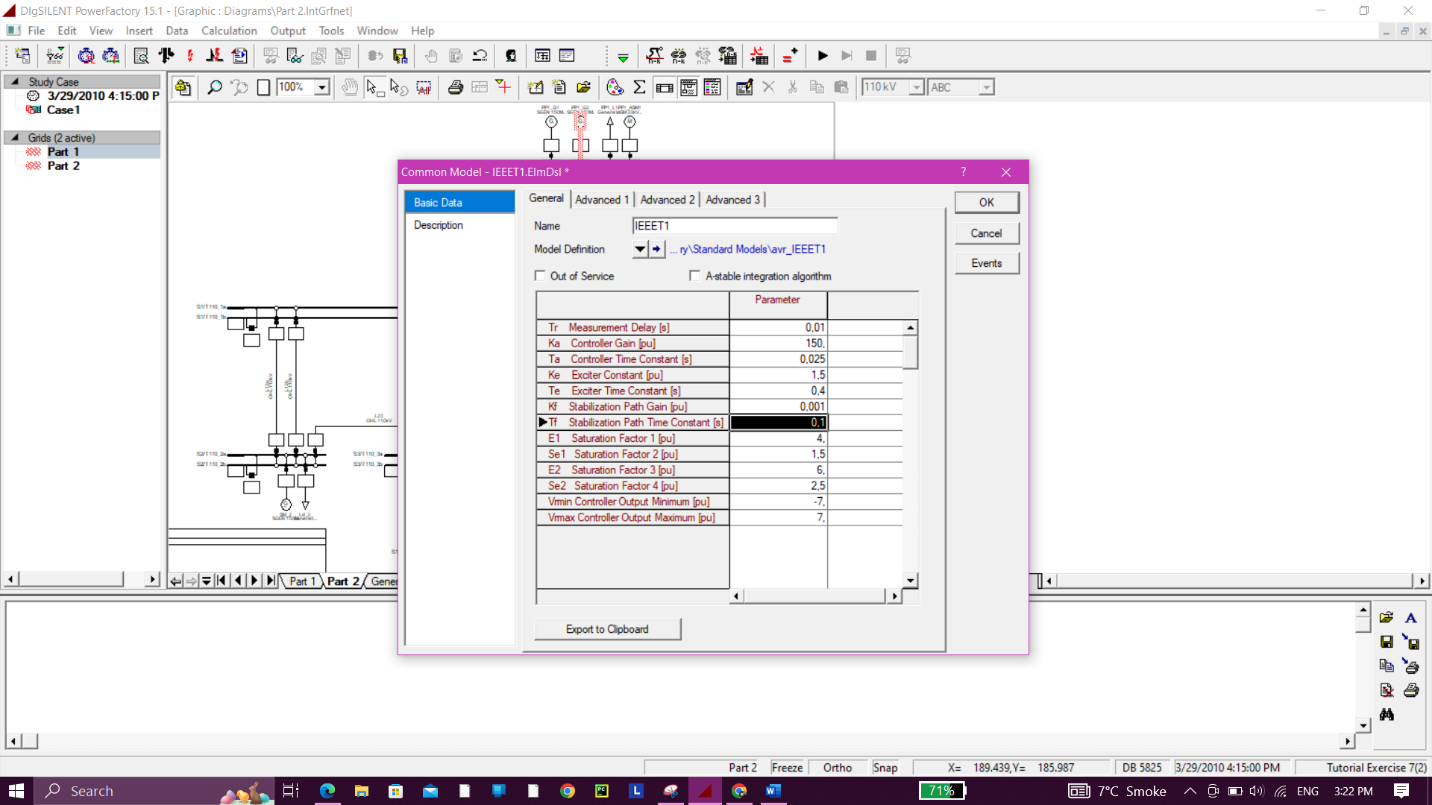 DIgSILENT PowerFactory 15.1 - [Graphic : Diagrams\Part 2.IntGrfnet]
File Edit View Insert Data Calculation Output Tools Window Help
Study Case
3/29/2010 4:15:00 P
Case1
Grids (2 active)
Part 1
Part 2
100%
110 kV
ABC
Common Model - IEEET1.ElmDsl *
?
Basic Data
Description
General
Advanced 1
Advanced 2
Advanced 3
Name
IEEET1
Model Definition
... ry\Standard Models\avr_IEEET1
Out of Service
A-stable integration algorithm
Parameter
Tr Measurement Delay [s] 0,01
Ka Controller Gain [pu] 150,
Ta Controller Time Constant [s] 0,025
Ke Exciter Constant [pu] 1,5
Te Exciter Time Constant [s] 0,4
Kf Stabilization Path Gain [pu] 0,001
Tf Stabilization Path Time Constant [s] 0,1
E1 Saturation Factor 1 [pu] 4,
Se1 Saturation Factor 2 [pu] 1,5
E2 Saturation Factor 3 [pu] 6,
Se2 Saturation Factor 4 [pu] 2,5
Vmin Controller Output Minimum [pu] -7,
Vmax Controller Output Maximum [pu] 7,
Export to Clipboard
OK
Cancel
Events
Part 1
Part 2
Gene
Part 2
Freeze
Ortho
Snap
X= 189.439,Y= 185.987
DB 5825
3/29/2010 4:15:00 PM
Tutorial Exercise 7(2)
Search
71%
7°C Smoke
ENG
3:22 PM